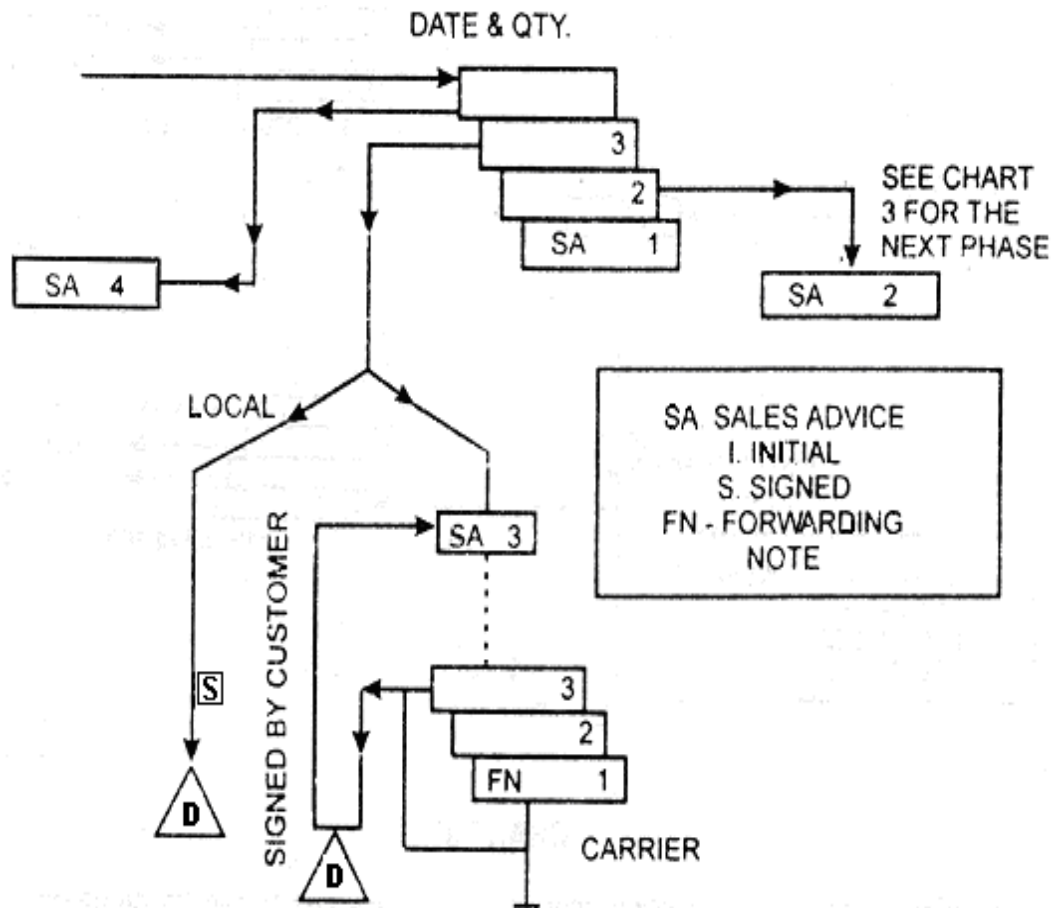 DATE & QTY.
3
2
SA 1
SEE CHART
3 FOR THE
NEXT PHASE
SA 4
SA 2
LOCAL
SA. SALES ADVICE
I. INITIAL
S. SIGNED
FN - FORWARDING
NOTE
SA 3
SIGNED BY CUSTOMER
S
3
2
FN 1
D
CARRIER
D